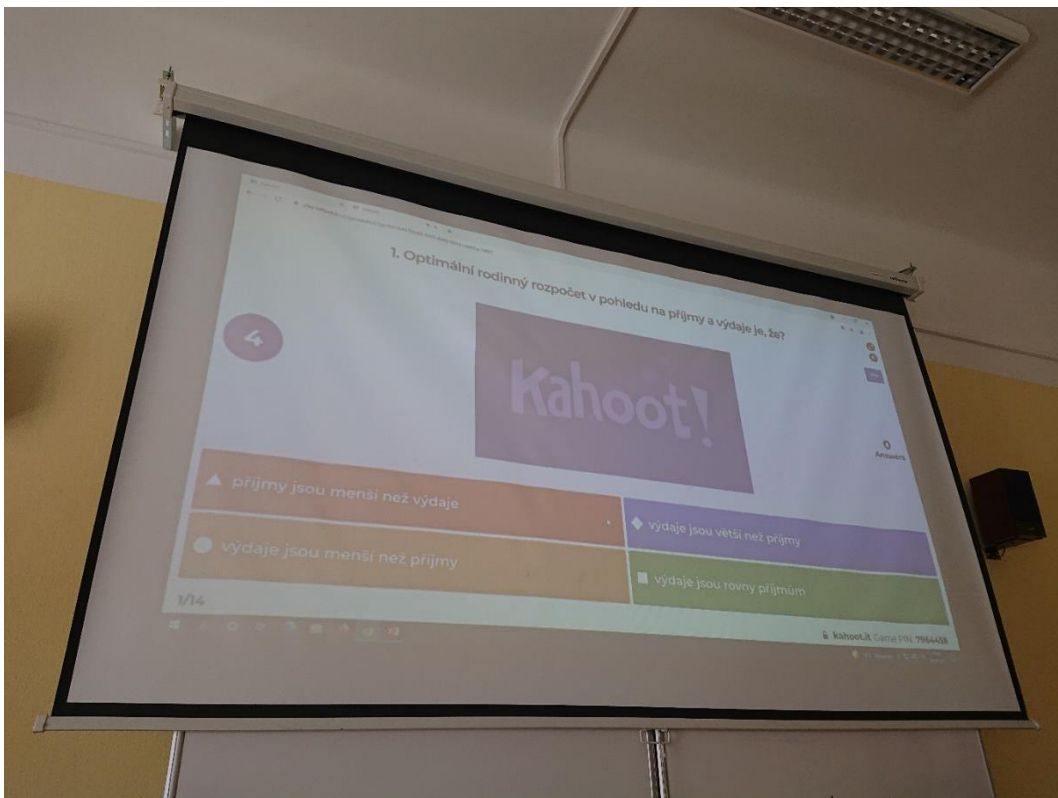 1. Optimální rodinný rozpočet v pohledu na příjmy a výdaje je, že?
4
Kahoot!
0
Answers
příjmy jsou menší než výdaje
výdaje jsou větší než příjmy
výdaje jsou menší než příjmy
výdaje jsou rovny příjmům
1/14
kahoot.it Game PIN: 7964458